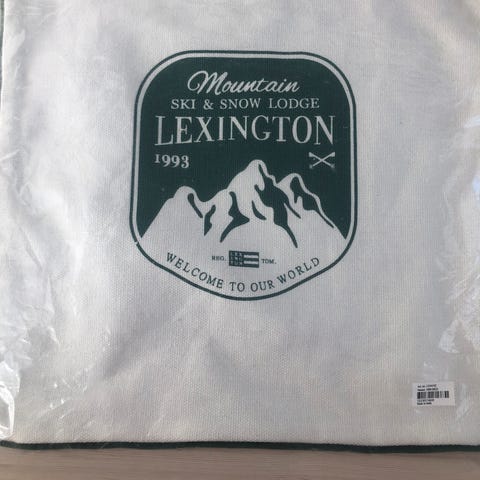 Mountain
SKI & SNOW LODGE
LEXINGTON
1993
REG.
TDM.
WELCOME TO OUR WORLD